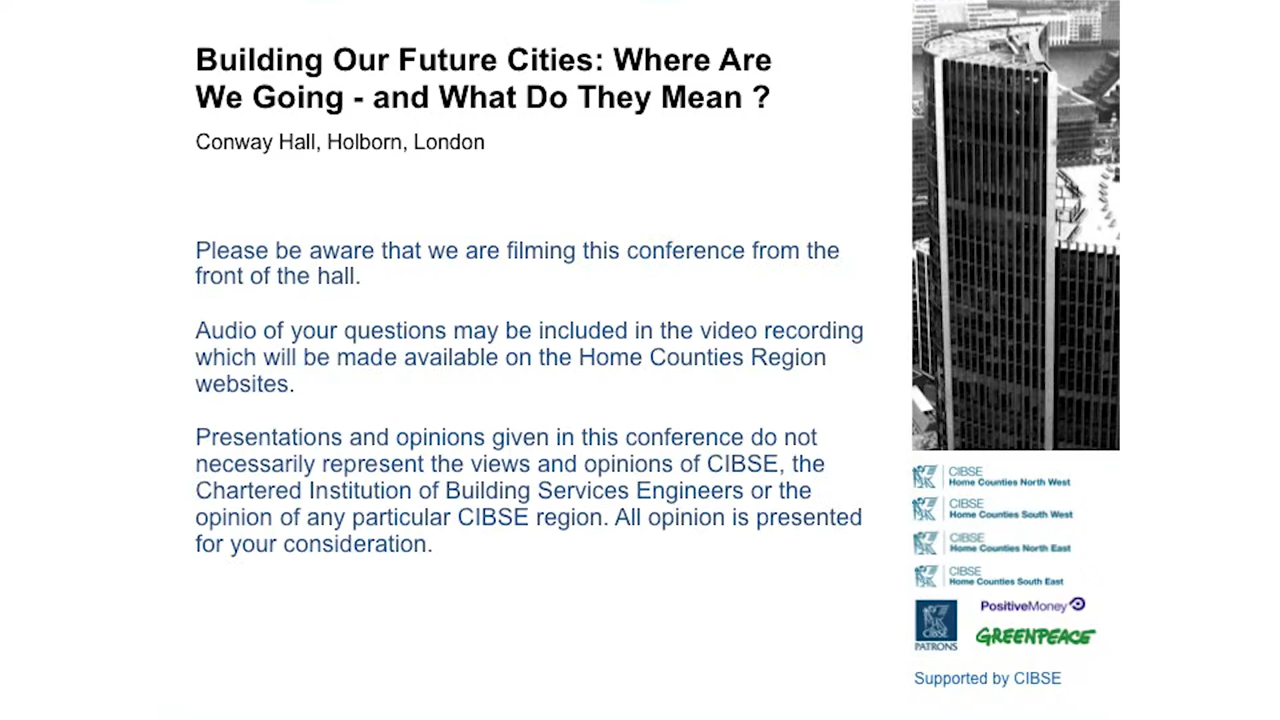 Building Our Future Cities: Where Are
We Going - and What Do They Mean ?
Conway Hall, Holborn, London
Please be aware that we are filming this conference from the
front of the hall.
Audio of your questions may be included in the video recording
which will be made available on the Home Counties Region
websites.
Presentations and opinions given in this conference do not
necessarily represent the views and opinions of CIBSE, the
Chartered Institution of Building Services Engineers or the
opinion of any particular CIBSE region. All opinion is presented
for your consideration.
CIBSE
Home Counties North West
CIBSE
Home Counties South West
CIBSE
Home Counties North East
CIBSE
Home Counties South East
CIBSE
PATRONS
PositiveMoney
GREENPEACE
Supported by CIBSE